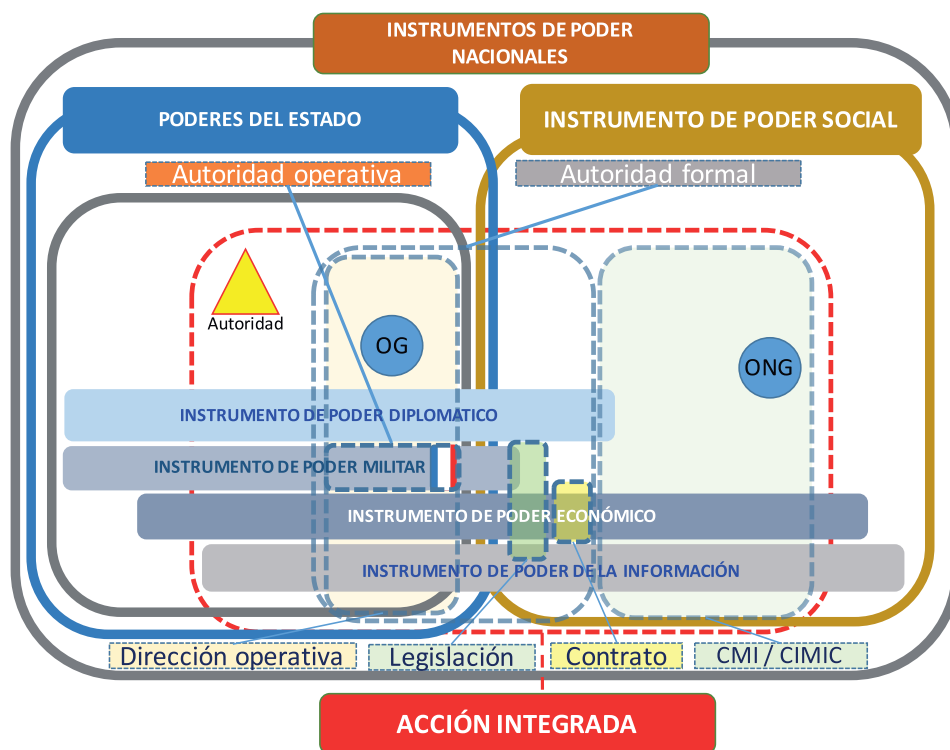 INSTRUMENTOS DE PODER
NACIONALES
PODERES DEL ESTADO
INSTRUMENTO DE PODER SOCIAL
Autoridad operativa
Autoridad formal
Autoridad
OG
ONG
INSTRUMENTO DE PODER DIPLOMATICO
INSTRUMENTO DE PODER MILITAR
INSTRUMENTO DE PODER ECONÓMICO
INSTRUMENTO DE PODER DE LA INFORMACIÓN
Dirección operativa
Legislación
Contrato
CMI / CIMIC
ACCIÓN INTEGRADA